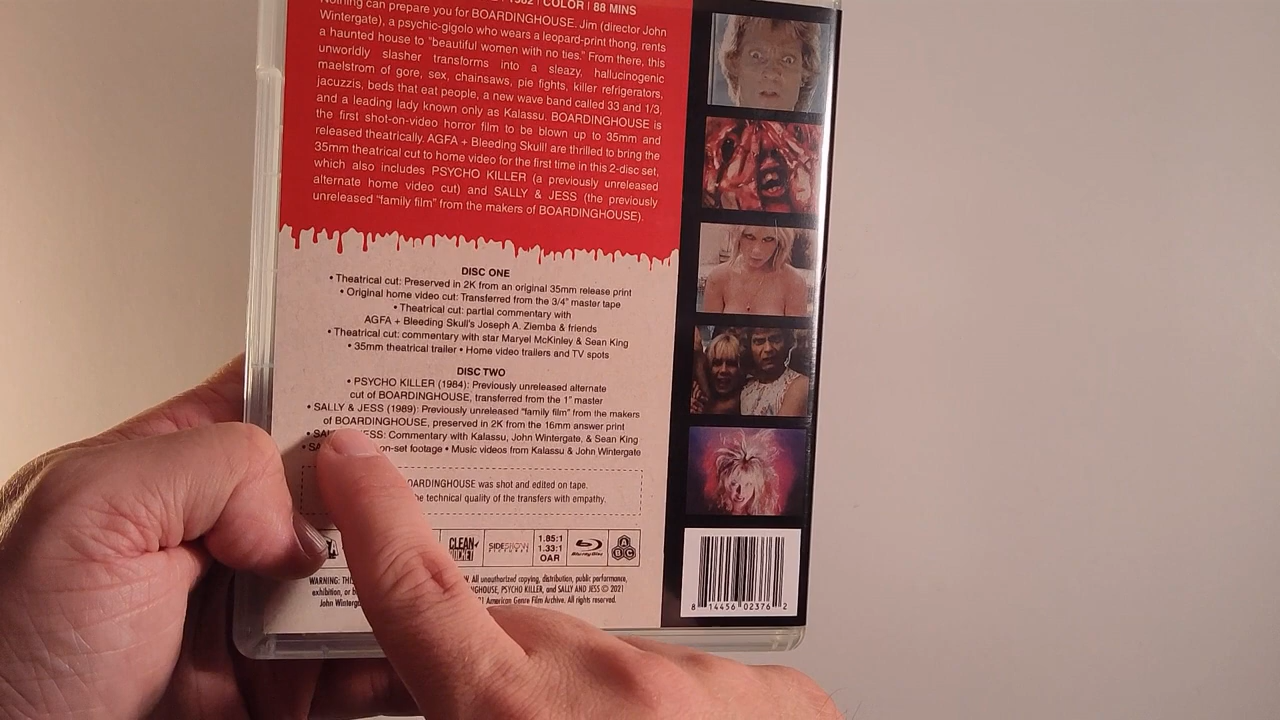 1982 | COLOR | 88 MINS
Nothing can prepare you for BOARDINGHOUSE. Jim (director John
Wintergate), a psychic-gigolo who wears a leopard-print thong, rents
a haunted house to "beautiful women with no ties." From there, this
unworldly slasher transforms into a sleazy, hallucinogenic
maelstrom of gore, sex, chainsaws, pie fights, killer refrigerators,
jacuzzis, beds that eat people, a new wave band called 33 and 1/3,
and a leading lady known only as Kalassu. BOARDINGHOUSE is
the first shot-on-video horror film to be blown up to 35mm and
released theatrically. AGFA + Bleeding Skull! are thrilled to bring the
35mm theatrical cut to home video for the first time in this 2-disc set,
which also includes PSYCHO KILLER (a previously unreleased
alternate home video cut) and SALLY & JESS (the previously
unreleased "family film" from the makers of BOARDINGHOUSE).
DISC ONE
• Theatrical cut: Preserved in 2K from an original 35mm release print
• Original home video cut: Transferred from the 3/4" master tape
• Theatrical cut: partial commentary with
AGFA + Bleeding Skull's Joseph A. Ziemba & friends
• Theatrical cut: commentary with star Maryel McKinley & Sean King
• 35mm theatrical trailer • Home video trailers and TV spots
DISC TWO
• PSYCHO KILLER (1984): Previously unreleased alternate
cut of BOARDINGHOUSE, transferred from the 1" master
• SALLY & JESS (1989): Previously unreleased "family film" from the makers
of BOARDINGHOUSE, preserved in 2K from the 16mm answer print
• JESS: Commentary with Kalassu, John Wintergate, & Sean King
• on-set footage • Music videos from Kalassu & John Wintergate
BOARDINGHOUSE was shot and edited on tape.
the technical quality of the transfers with empathy.
CLEAN
SIDESHOW
PICTURES
1.85:1
1.33:1
OAR
Blu-ray Disc
A
B
C
WARNING: All unauthorized copying, distribution, public performance,
exhibition, or PSYCHO KILLER, and SALLY AND JESS © 2021
John American Genre Film Archive. All rights reserved.
8 14456 02376 2